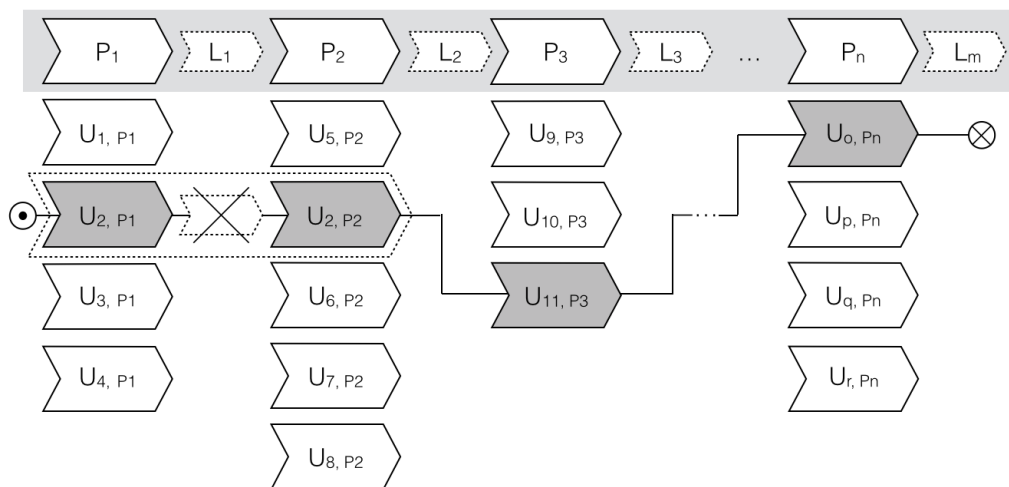 P1 L1 P2 L2 P3 L3 ... Pn Lm
U1, P1 U5, P2 U9, P3 Uo, Pn
U2, P1 U2, P2 U10, P3 Up, Pn
U3, P1 U6, P2 U11, P3 Uq, Pn
U4, P1 U7, P2 Ur, Pn
U8, P2